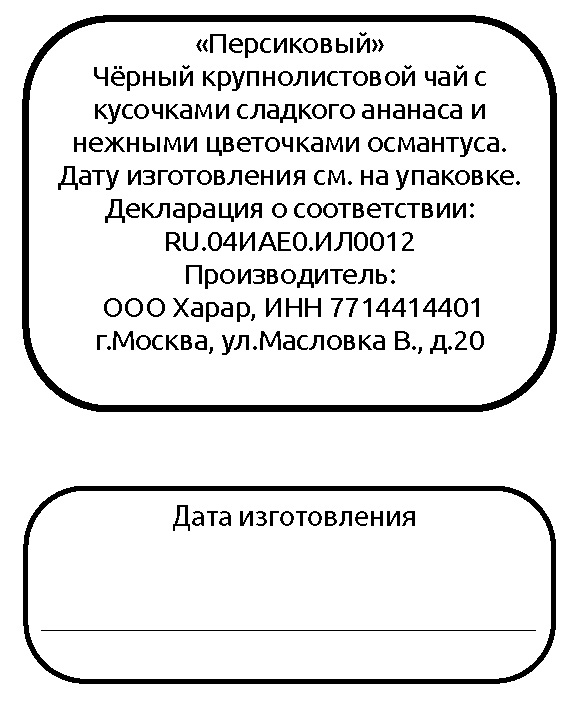 «Персиковый»
Чёрный крупнолистовой чай с
кусочками сладкого ананаса и
нежными цветочками османтуса.
Дату изготовления см. на упаковке.
Декларация о соответствии:
RU.04ИАЕ0.ИЛ0012
Производитель:
ООО Харар, ИНН 7714414401
г.Москва, ул.Масловка В., д.20
Дата изготовления